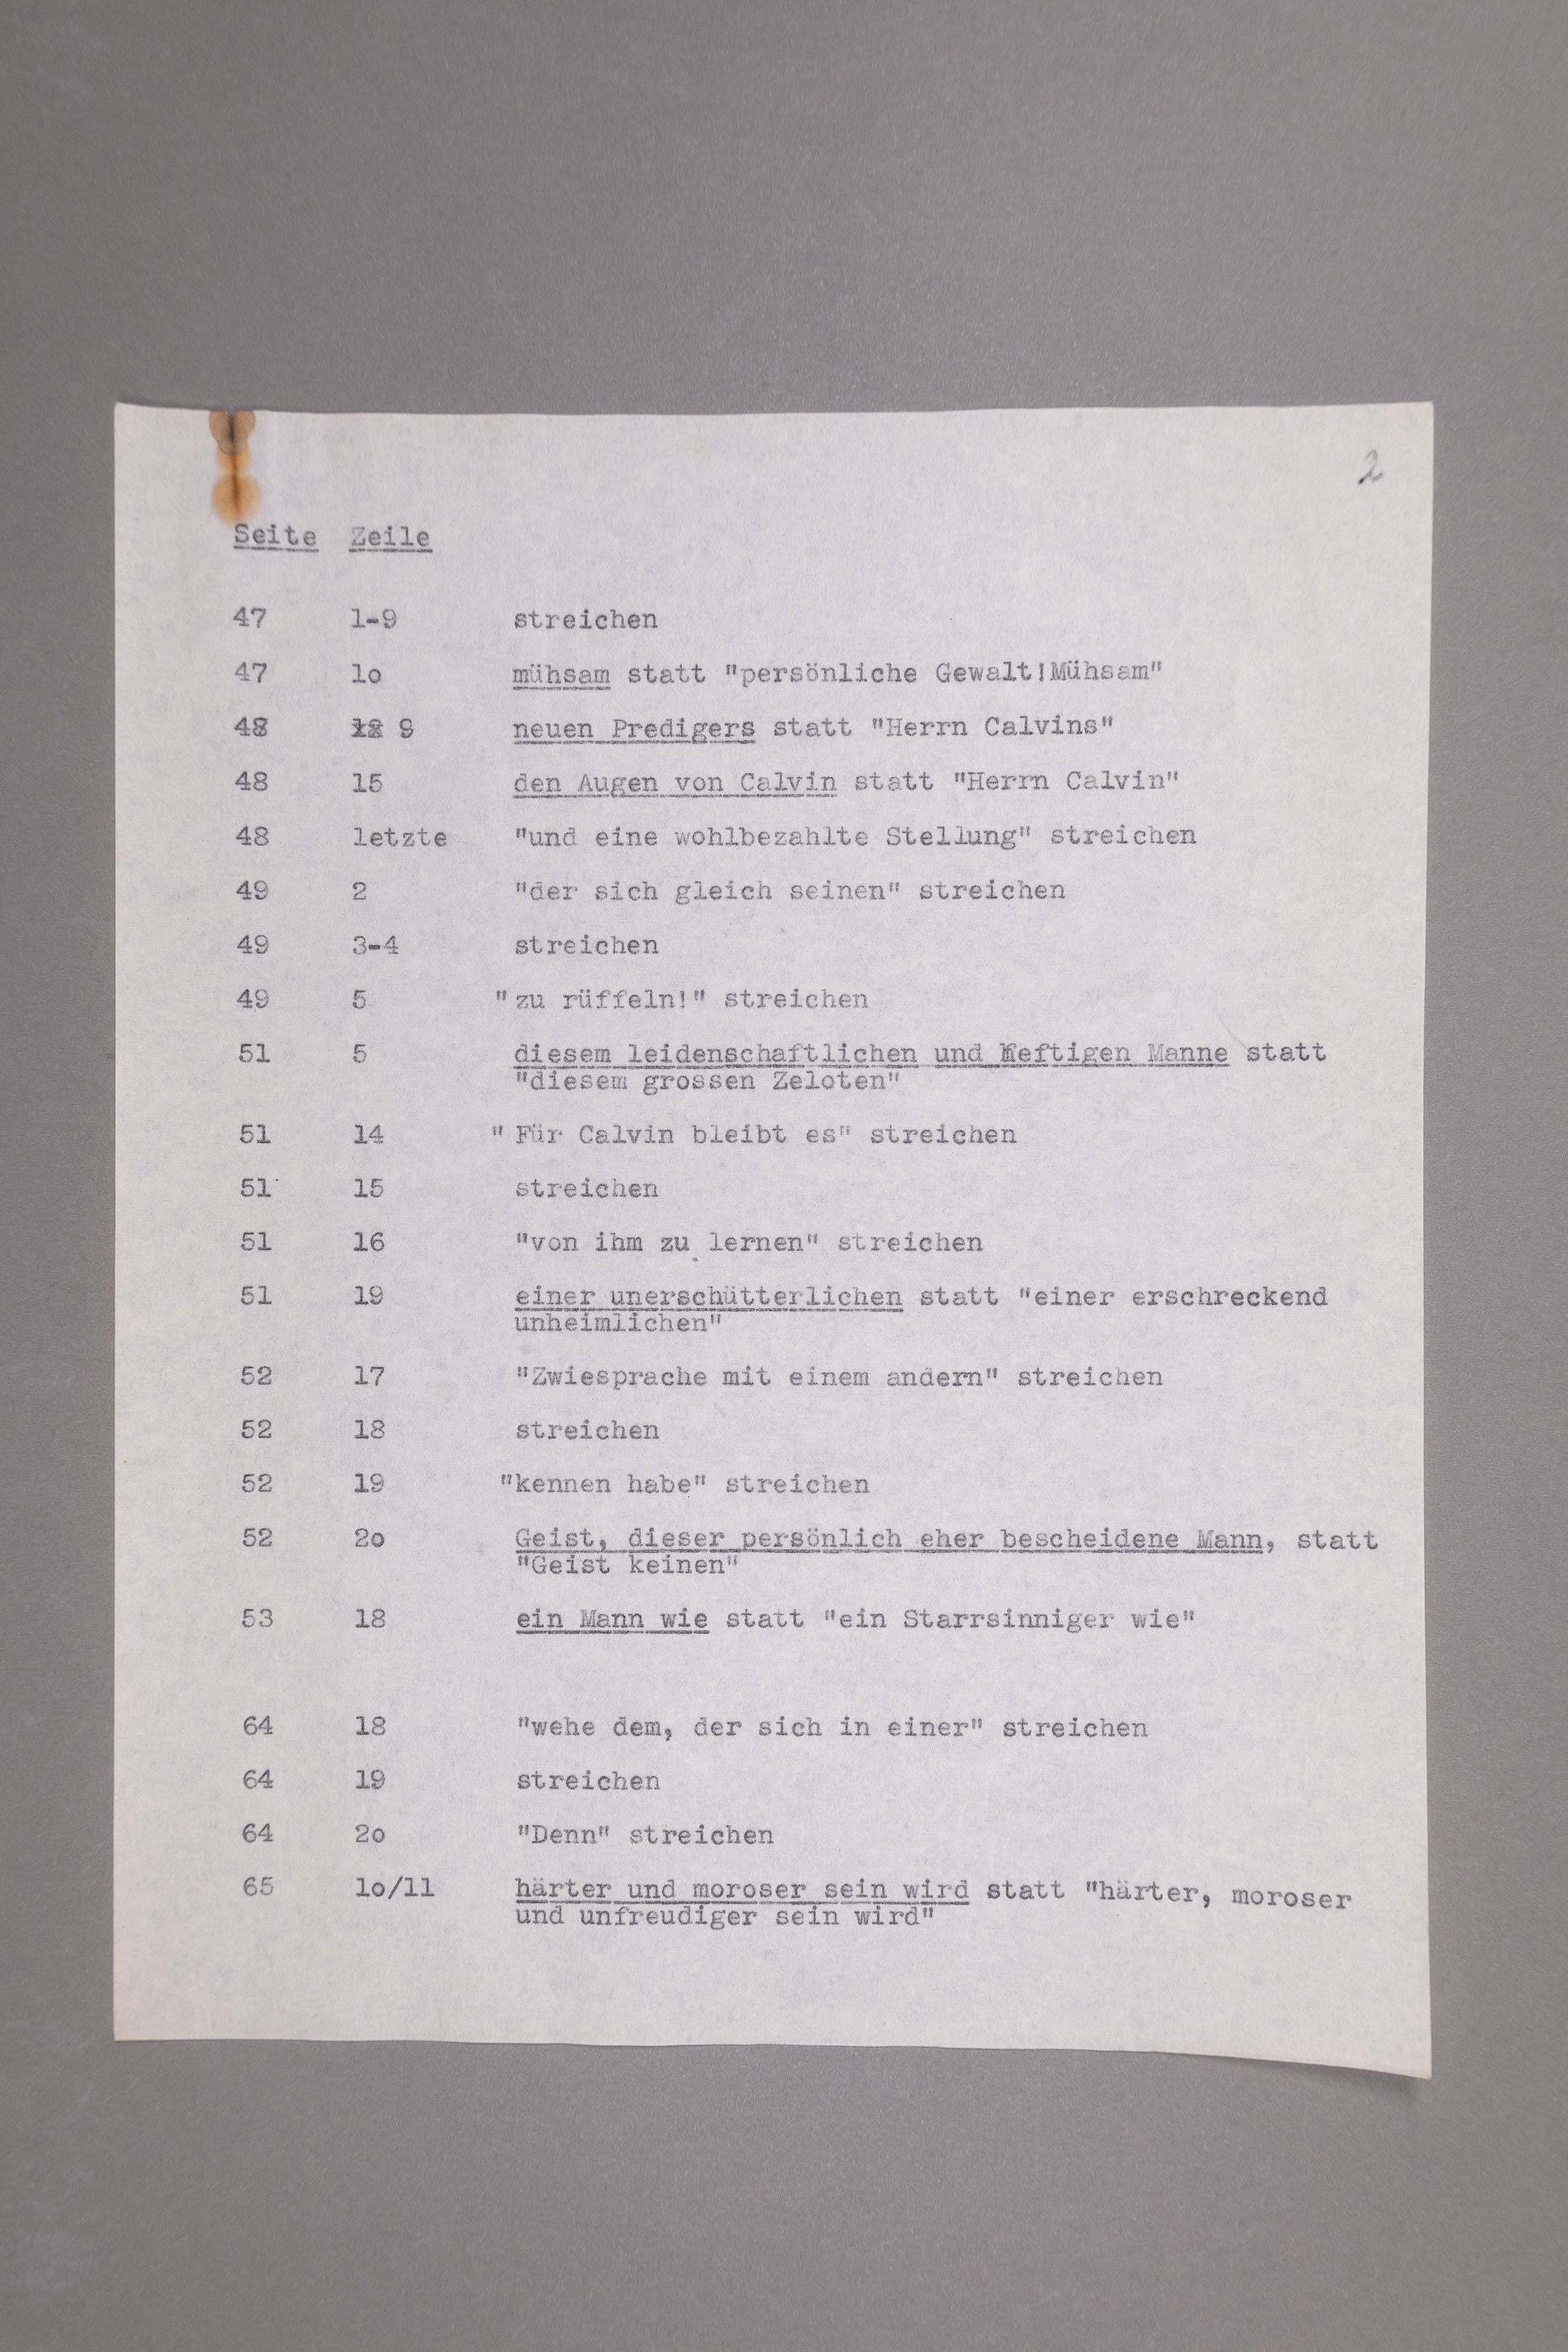 2
Seite Zeile
47 1-9 streichen
47 lo mühsam statt "persönliche Gewalt!Mühsam"
48 9 neuen Predigers statt "Herrn Calvins"
48 15 den Augen von Calvin statt "Herrn Calvin"
48 letzte "und eine wohlbezahlte Stellung" streichen
49 2 "der sich gleich seinen" streichen
49 3-4 streichen
49 5 "zu rüffeln!" streichen
51 5 diesem leidenschaftlichen und heftigen Manne statt
"diesem grossen Zeloten"
51 14 "Für Calvin bleibt es" streichen
51 15 streichen
51 16 "von ihm zu lernen" streichen
51 19 einer unerschütterlichen statt "einer erschreckend
unheimlichen"
52 17 "Zwiesprache mit einem andern" streichen
52 18 streichen
52 19 "kennen habe" streichen
52 2o Geist, dieser persönlich eher bescheidene Mann, statt
"Geist keinen"
53 18 ein Mann wie statt "ein Starrsinniger wie"
64 18 "wehe dem, der sich in einer" streichen
64 19 streichen
64 2o "Denn" streichen
65 lo/11 härter und moroser sein wird statt "härter, moroser
und unfreudiger sein wird"